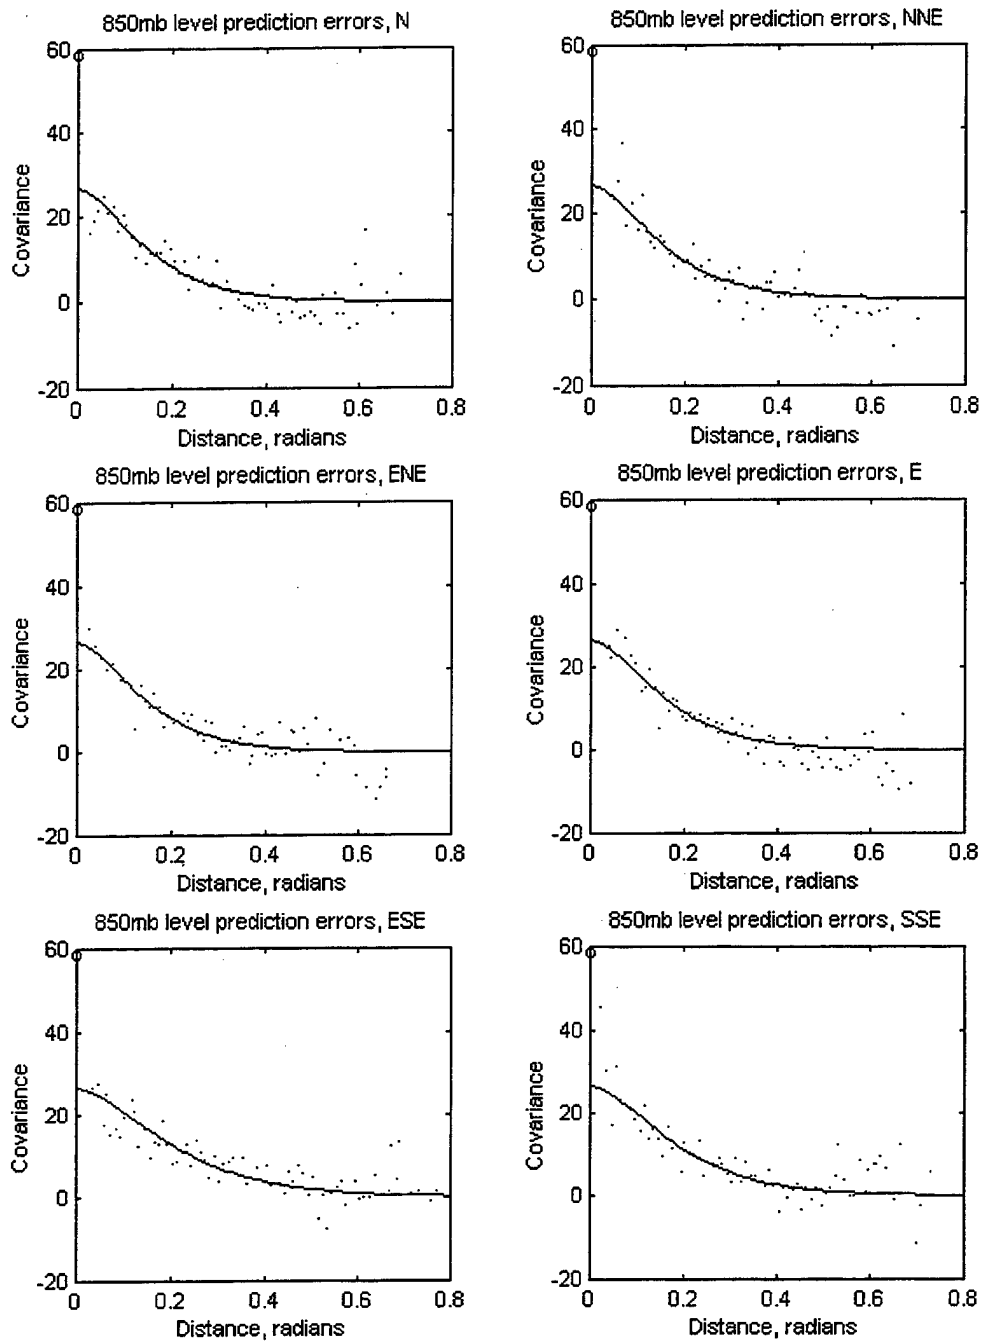 850mb level prediction errors, N
60
40
20
0
-20
Covariance
0 0.2 0.4 0.6 0.8
Distance, radians
850mb level prediction errors, NNE
60
40
20
0
-20
Covariance
0 0.2 0.4 0.6 0.8
Distance, radians
850mb level prediction errors, ENE
60
40
20
0
-20
Covariance
0 0.2 0.4 0.6 0.8
Distance, radians
850mb level prediction errors, E
60
40
20
0
-20
Covariance
0 0.2 0.4 0.6 0.8
Distance, radians
850mb level prediction errors, ESE
60
40
20
0
-20
Covariance
0 0.2 0.4 0.6 0.8
Distance, radians
850mb level prediction errors, SSE
60
40
20
0
-20
Covariance
0 0.2 0.4 0.6 0.8
Distance, radians